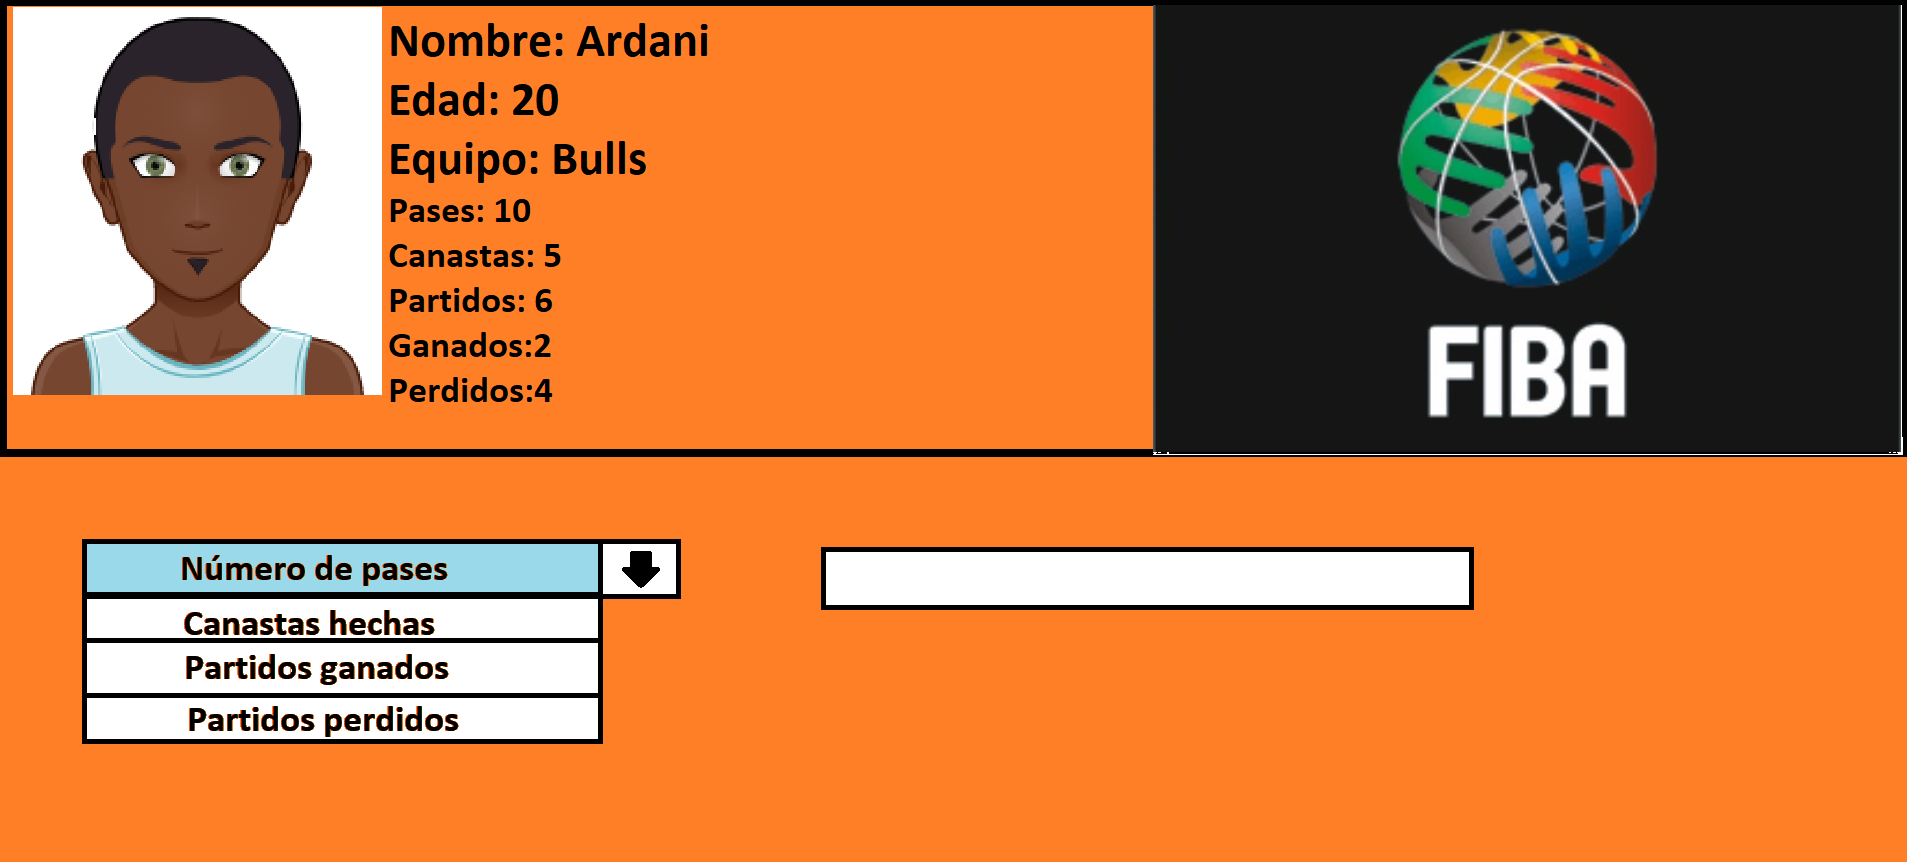 Nombre: Ardani
Edad: 20
Equipo: Bulls
Pases: 10
Canastas: 5
Partidos: 6
Ganados:2
Perdidos:4
FIBA
Número de pases
Canastas hechas
Partidos ganados
Partidos perdidos